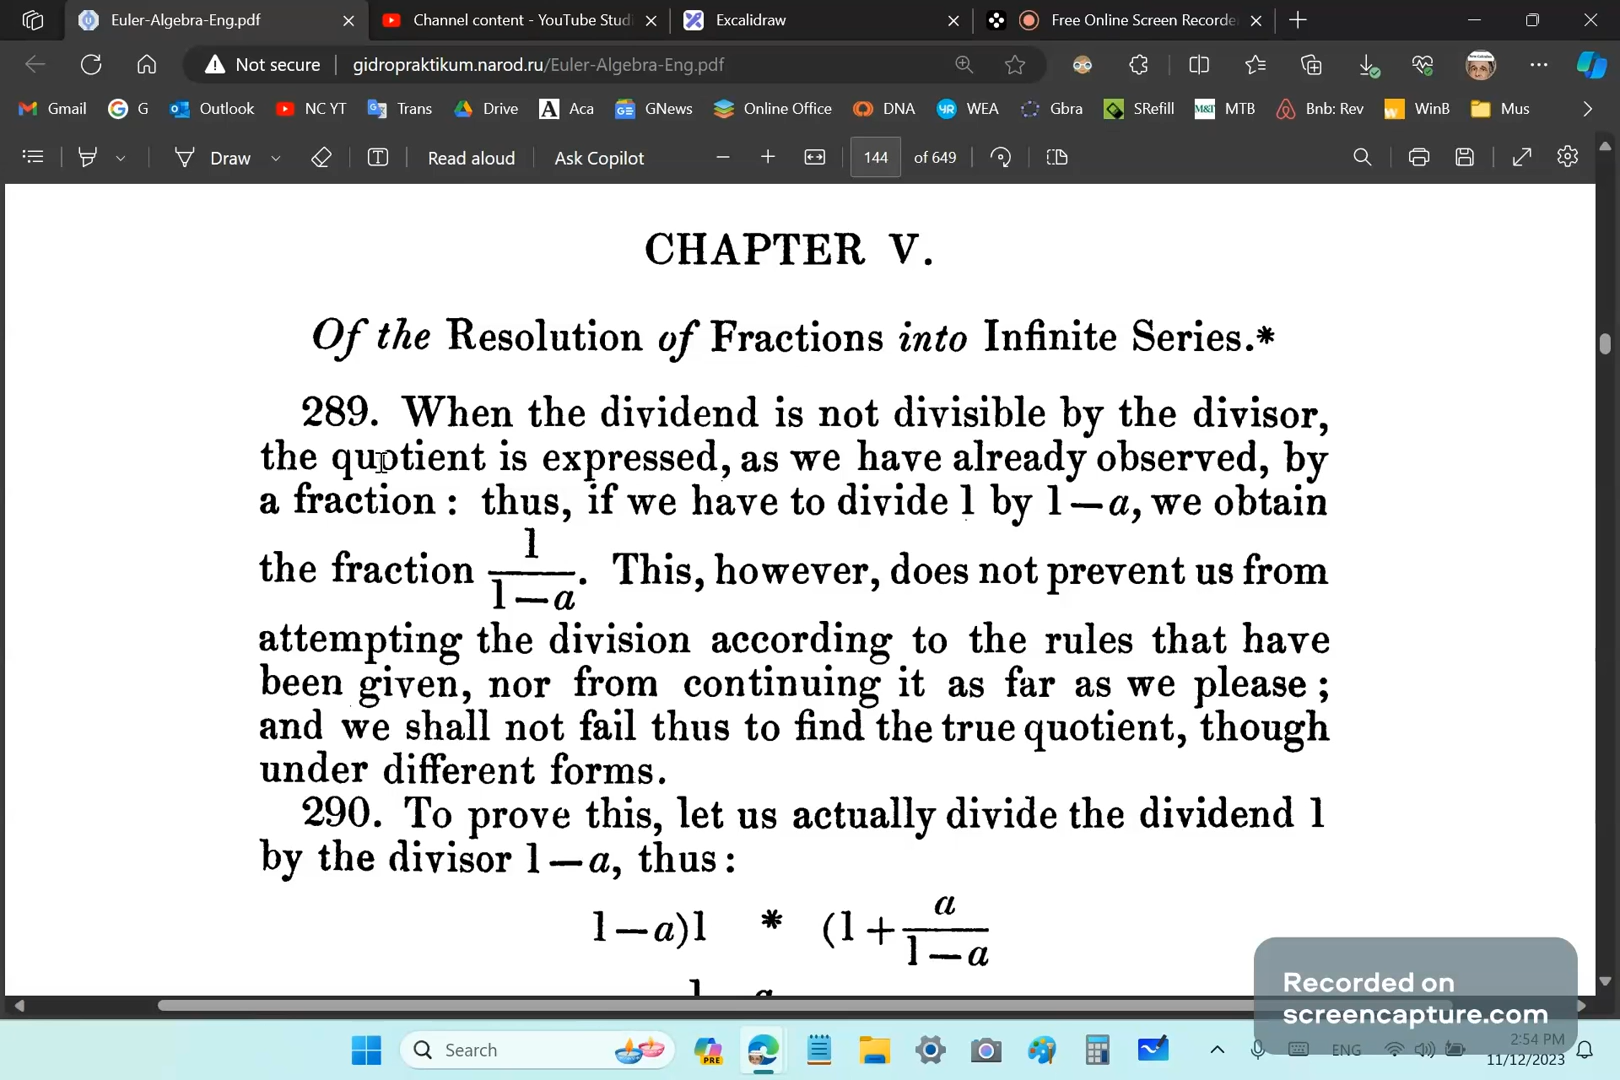 Euler-Algebra-Eng.pdf
Channel content - YouTube Studi
Excalidraw
Free Online Screen Recorde
Not secure
gidropraktikum.narod.ru/Euler-Algebra-Eng.pdf
Gmail
G
Outlook
NC YT
Trans
Drive
A Aca
GNews
Online Office
DNA
WEA
Gbra
SRefill
M&T MTB
Bnb: Rev
WinB
Mus
Draw
Read aloud
Ask Copilot
144 of 649
CHAPTER V.
Of the Resolution of Fractions into Infinite Series.*
289. When the dividend is not divisible by the divisor,
the quotient is expressed, as we have already observed, by
a fraction: thus, if we have to divide 1 by 1—a, we obtain
the fraction 1/(1—a). This, however, does not prevent us from
attempting the division according to the rules that have
been given, nor from continuing it as far as we please;
and we shall not fail thus to find the true quotient, though
under different forms.
290. To prove this, let us actually divide the dividend 1
by the divisor 1—a, thus:
1—a)1 * (1+a/(1—a)
Recorded on
screencapture.com
Search
PRE
ENG
2:54 PM
11/12/2023